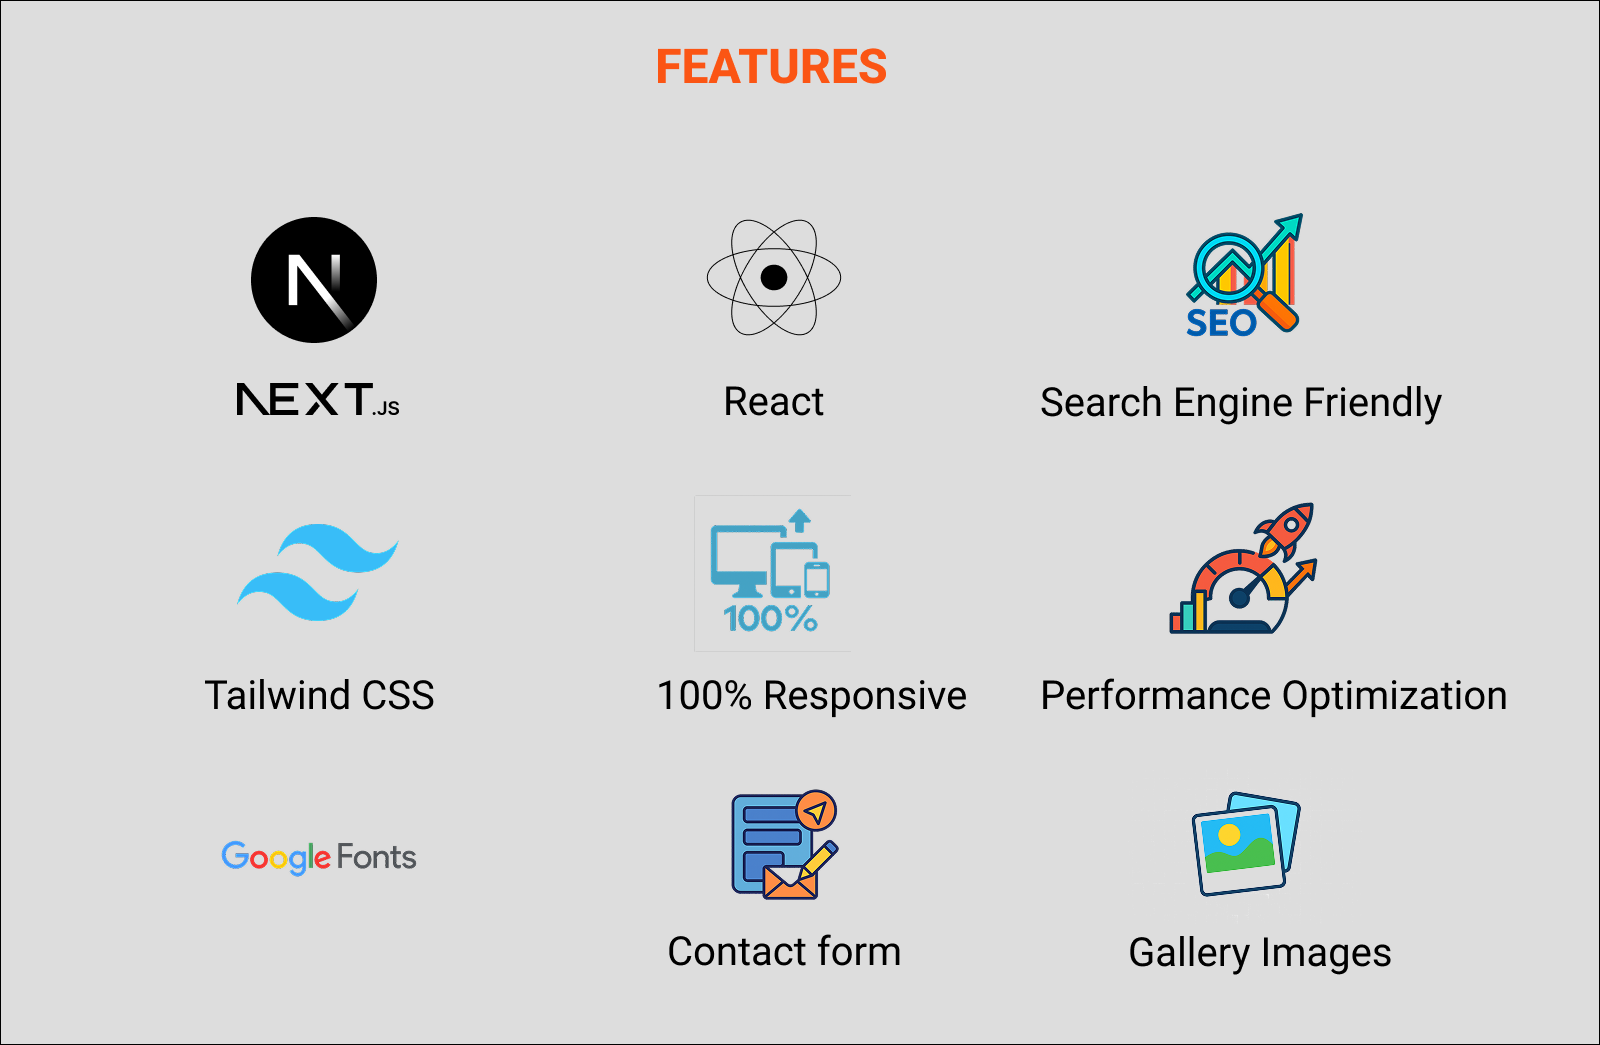 FEATURES
N
NEXT.JS
React
SEO
Search Engine Friendly
Tailwind CSS
100%
100% Responsive
Performance Optimization
Google Fonts
Contact form
Gallery Images